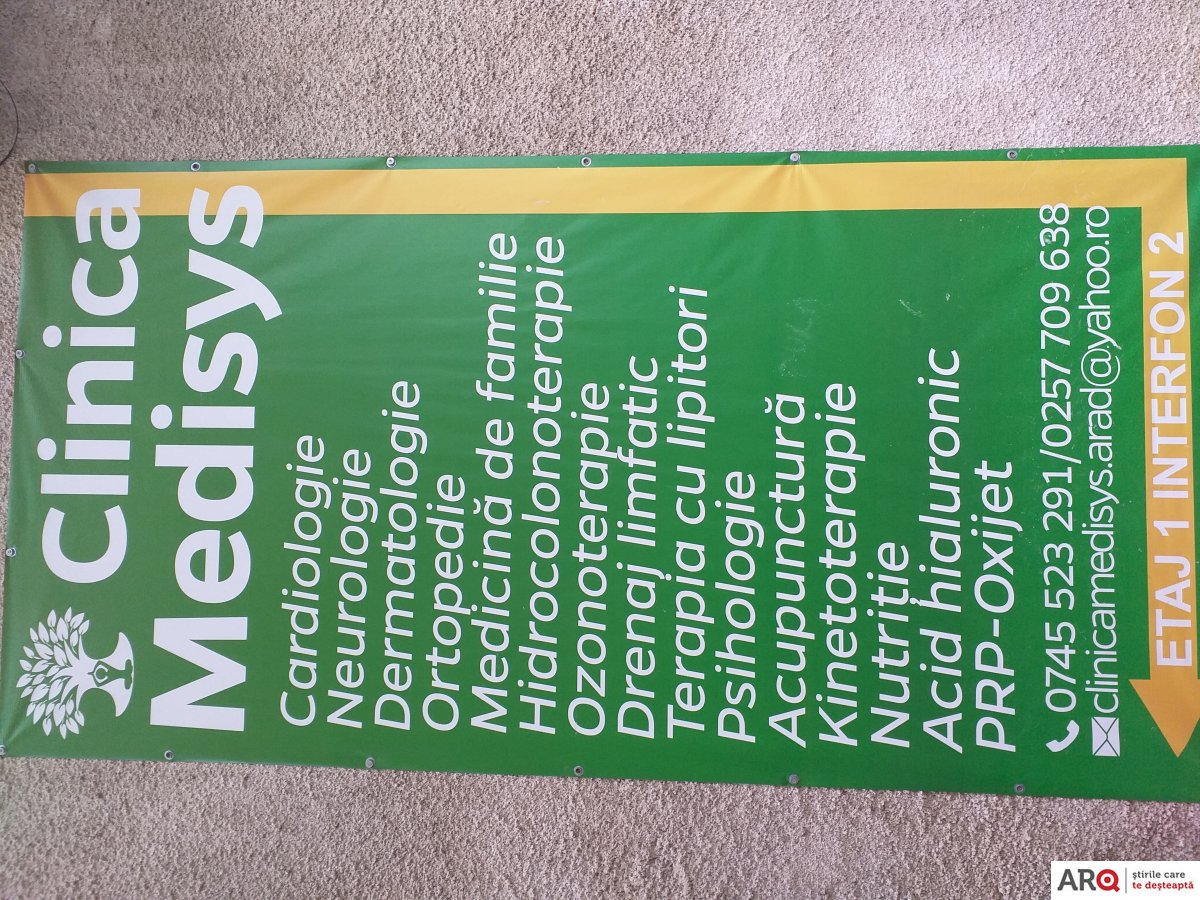 Clinica
Medisys
Cardiologie
Neurologie
Dermatologie
Ortopedie
Medicină de familie
Hidrocolonoterapie
Ozonoterapie
Drenaj limfatic
Terapia cu lipitori
Psihologie
Acupunctură
Kinetoterapie
Nutriție
Acid hialuronic
PRP-Oxijet
0745 523 291/0257 709 638
clinicamedisys.arad@yahoo.ro
ETAJ 1 INTERFON 2
ARQ știrile care
te deșteaptă